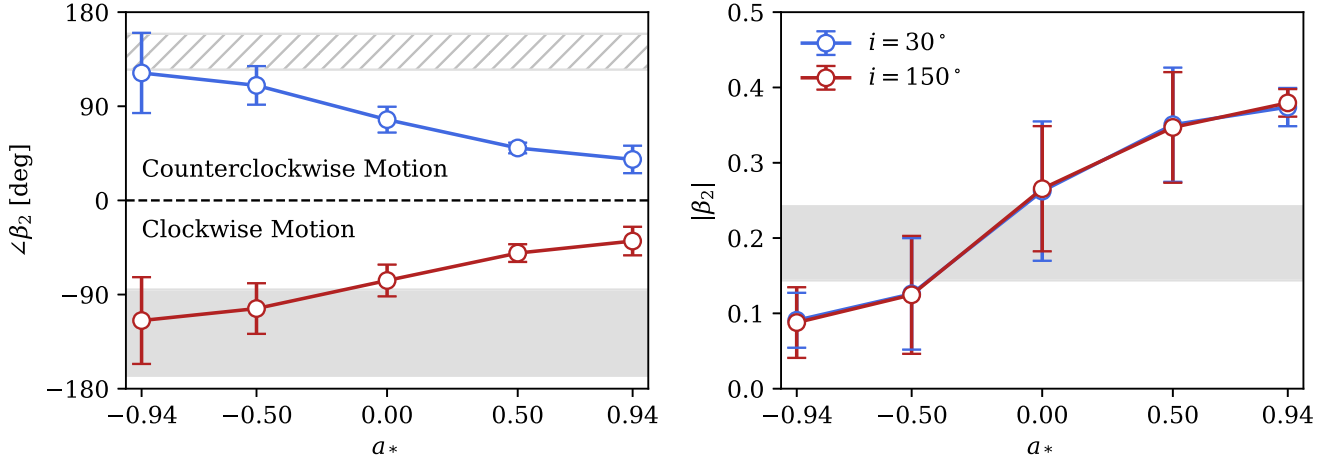 180
90
0
−90
−180
∠β₂ [deg]
Counterclockwise Motion
Clockwise Motion
−0.94 −0.50 0.00 0.50 0.94
a*
0.5
0.4
0.3
0.2
0.1
0.0
|β₂|
i = 30°
i = 150°
−0.94 −0.50 0.00 0.50 0.94
a*